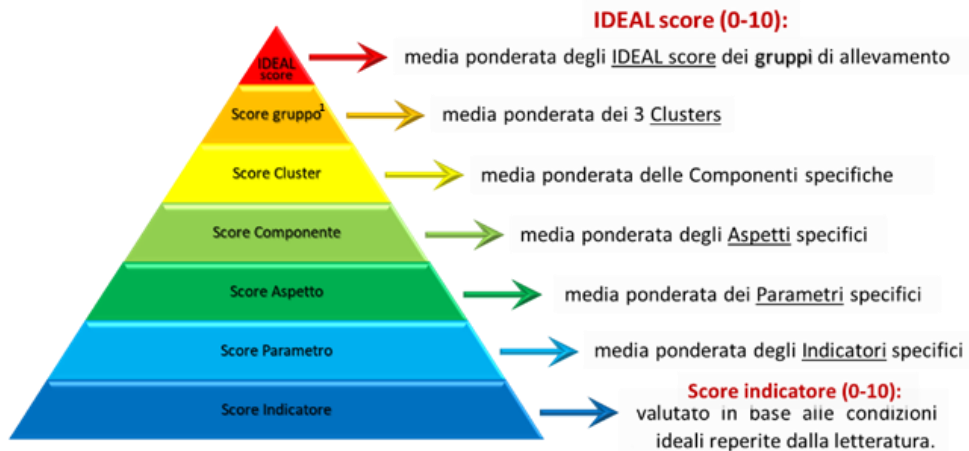 IDEAL score (0-10):
IDEAL
score
media ponderata degli IDEAL score dei gruppi di allevamento
Score gruppo1
media ponderata dei 3 Clusters
Score Cluster
media ponderata delle Componenti specifiche
Score Componente
media ponderata degli Aspetti specifici
Score Aspetto
media ponderata dei Parametri specifici
Score Parametro
media ponderata degli Indicatori specifici
Score indicatore (0-10):
Score Indicatore
valutato in base alle condizioni
ideali reperite dalla letteratura.